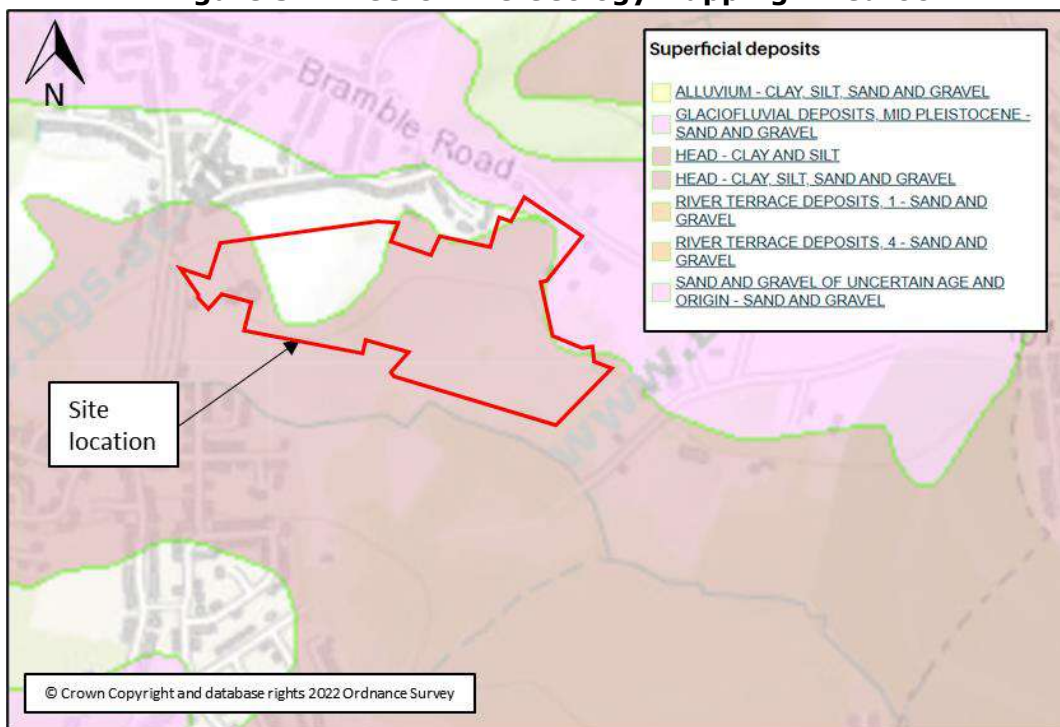 N
Bramble Road
Superficial deposits
ALLUVIUM - CLAY, SILT, SAND AND GRAVEL
GLACIOFLUVIAL DEPOSITS, MID PLEISTOCENE -
SAND AND GRAVEL
HEAD - CLAY AND SILT
HEAD - CLAY, SILT, SAND AND GRAVEL
RIVER TERRACE DEPOSITS, 1 - SAND AND
GRAVEL
RIVER TERRACE DEPOSITS, 4 - SAND AND
GRAVEL
SAND AND GRAVEL OF UNCERTAIN AGE AND
ORIGIN - SAND AND GRAVEL
Site
location
© Crown Copyright and database rights 2022 Ordnance Survey